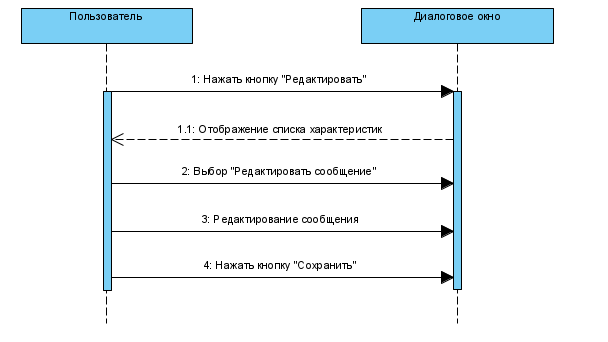 Пользователь
Диалоговое окно
1: Нажать кнопку "Редактировать"
1.1: Отображение списка характеристик
2: Выбор "Редактировать сообщение"
3: Редактирование сообщения
4: Нажать кнопку "Сохранить"